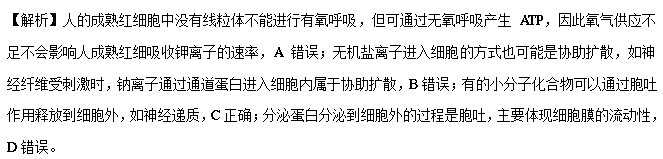 【解析】人的成熟红细胞中没有线粒体不能进行有氧呼吸，但可通过无氧呼吸产生 ATP，因此氧气供应不
足不会影响人成熟红细吸收钾离子的速率，A 错误；无机盐离子进入细胞的方式也可能是协助扩散，如神
经纤维受刺激时，钠离子通过通道蛋白进入细胞内属于协助扩散，B 错误；有的小分子化合物可以通过胞吐
作用释放到细胞外，如神经递质，C 正确；分泌蛋白分泌到细胞外的过程是胞吐，主要体现细胞膜的流动性，
D 错误。